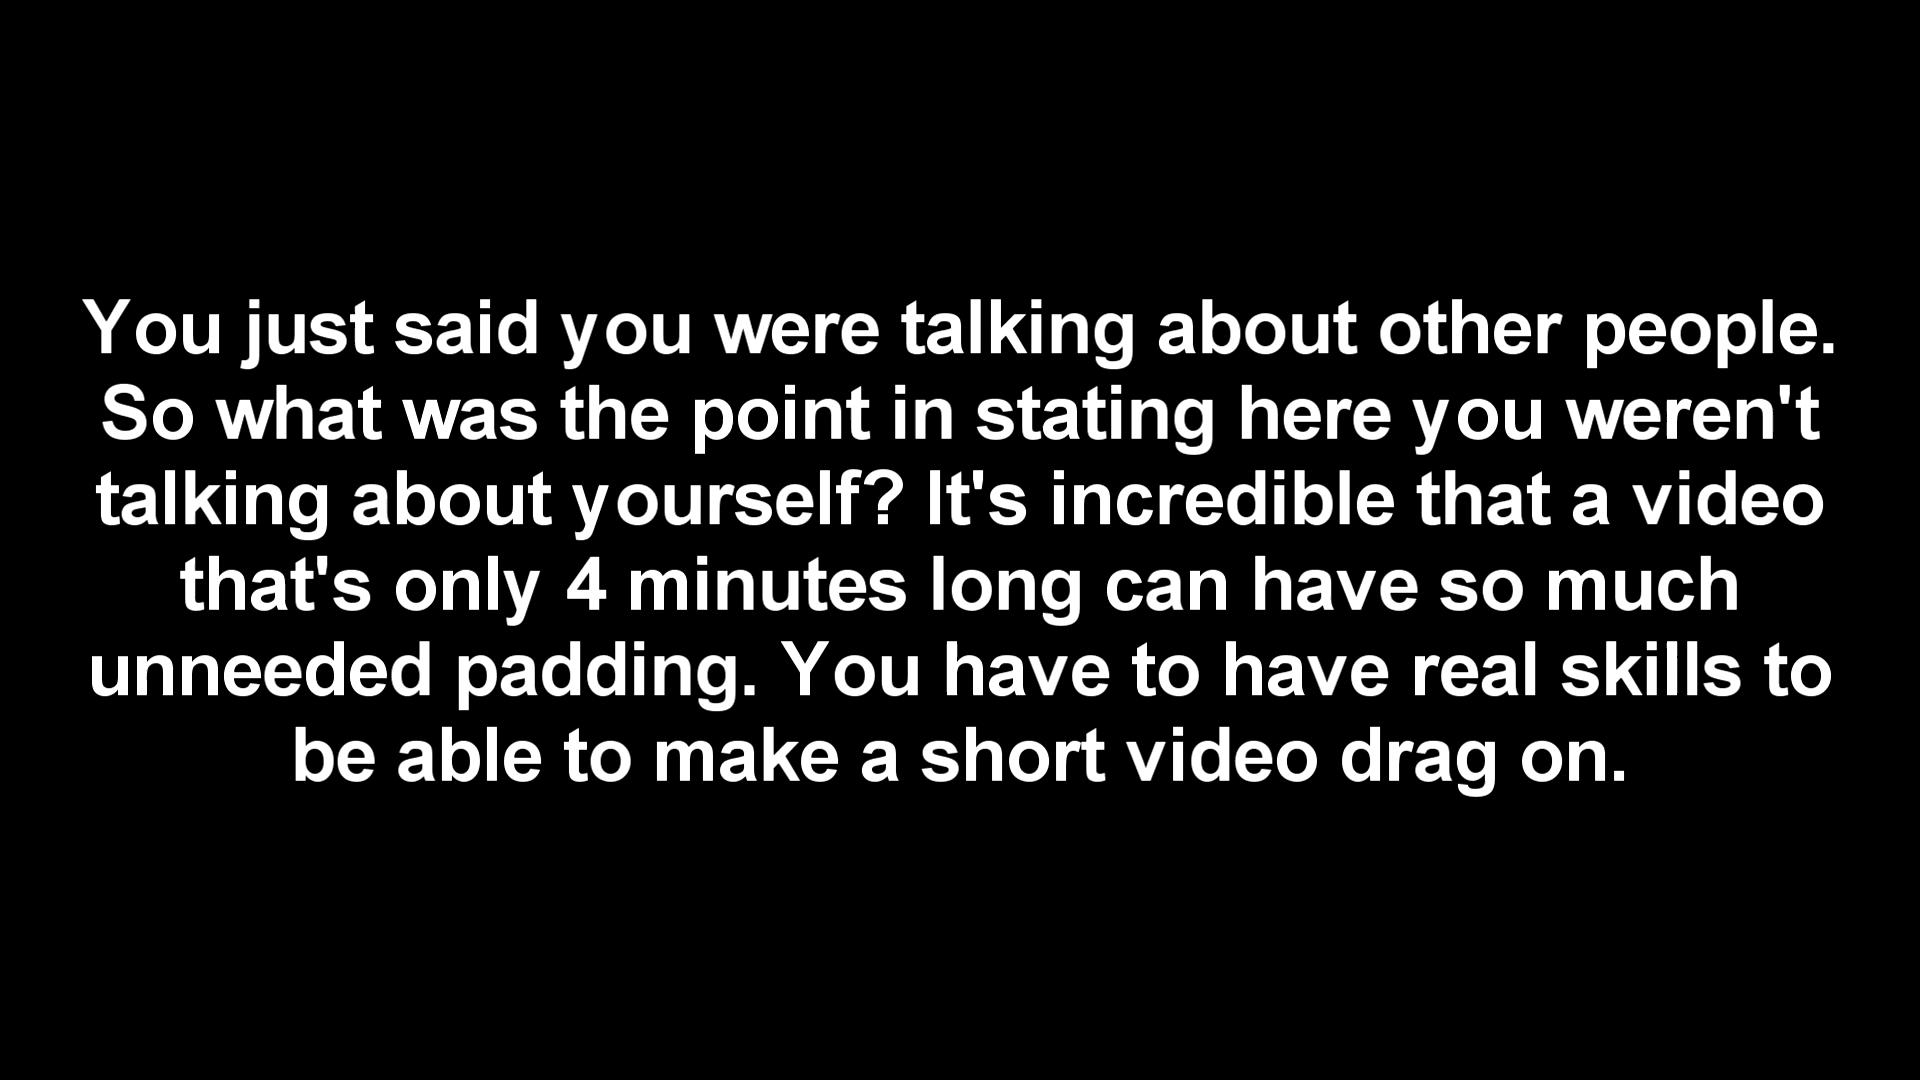 You just said you were talking about other people.
So what was the point in stating here you weren't
talking about yourself? It's incredible that a video
that's only 4 minutes long can have so much
unneeded padding. You have to have real skills to
be able to make a short video drag on.